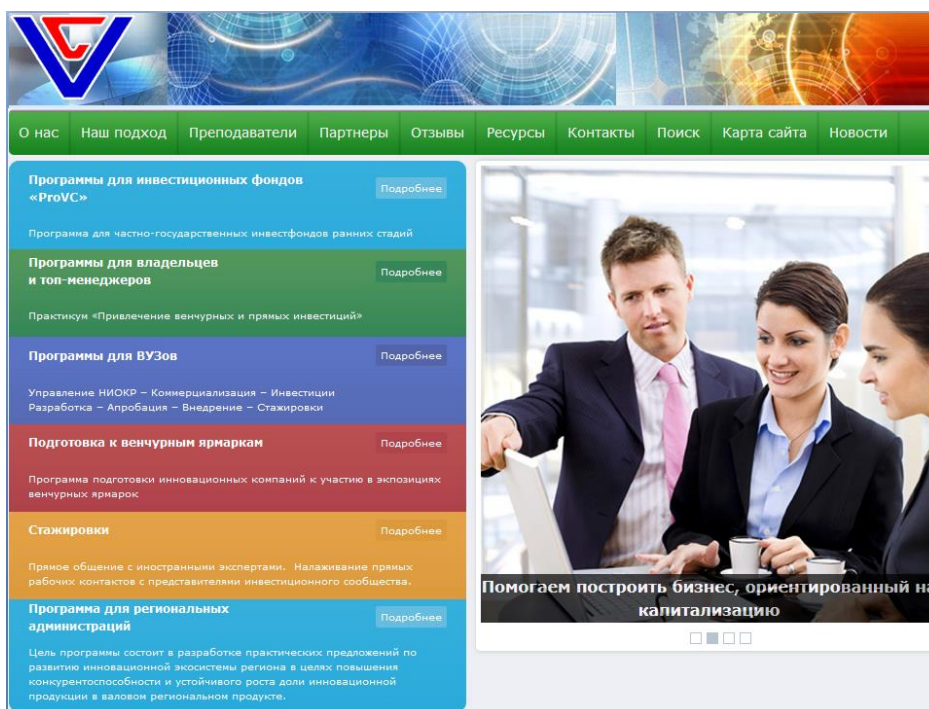 О нас Наш подход Преподаватели Партнеры Отзывы Ресурсы Контакты Поиск Карта сайта Новости
Программы для инвестиционных фондов
«ProVC»
Подробнее
Программа для частно-государственных инвестфондов ранних стадий
Программы для владельцев
и топ-менеджеров
Подробнее
Практикум «Привлечение венчурных и прямых инвестиций»
Программы для ВУЗов
Подробнее
Управление НИОКР – Коммерциализация – Инвестиции
Разработка – Апробация – Внедрение – Стажировки
Подготовка к венчурным ярмаркам
Подробнее
Программа подготовки инновационных компаний к участию в экспозициях
венчурных ярмарок
Стажировки
Подробнее
Прямое общение с иностранными экспертами. Налаживание прямых
рабочих контактов с представителями инвестиционного сообщества.
Программа для региональных
администраций
Подробнее
Цель программы состоит в разработке практических предложений по
развитию инновационной экосистемы региона в целях повышения
конкурентоспособности и устойчивого роста доли инновационной
продукции в валовом региональном продукте.
Помогаем построить бизнес, ориентированный на
капитализацию